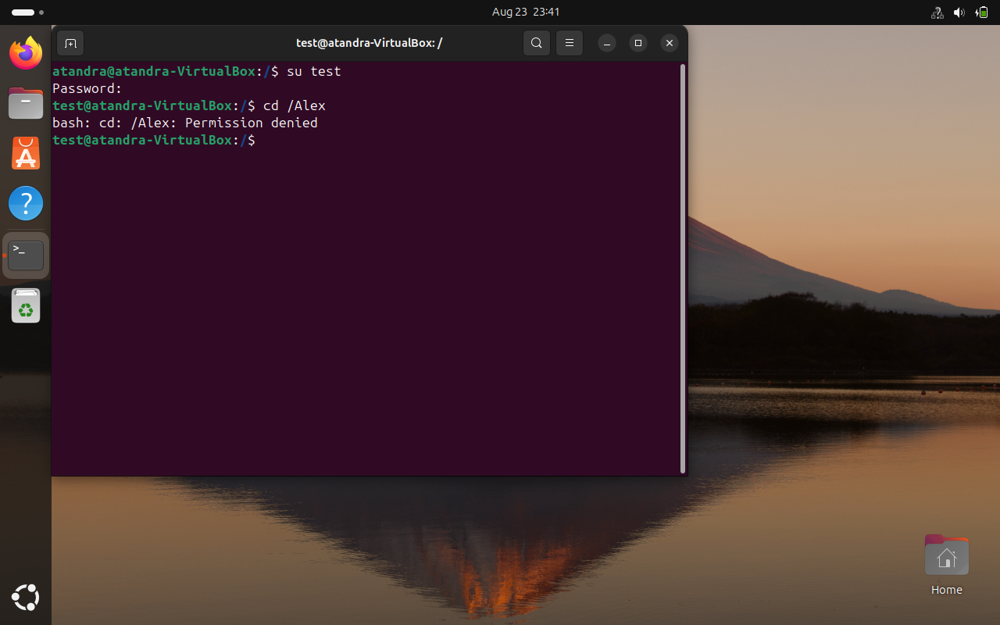 Aug 23 23:41
test@atandra-VirtualBox: /
atandra@atandra-VirtualBox:/$ su test
Password:
test@atandra-VirtualBox:/$ cd /Alex
bash: cd: /Alex: Permission denied
test@atandra-VirtualBox:/$
Home